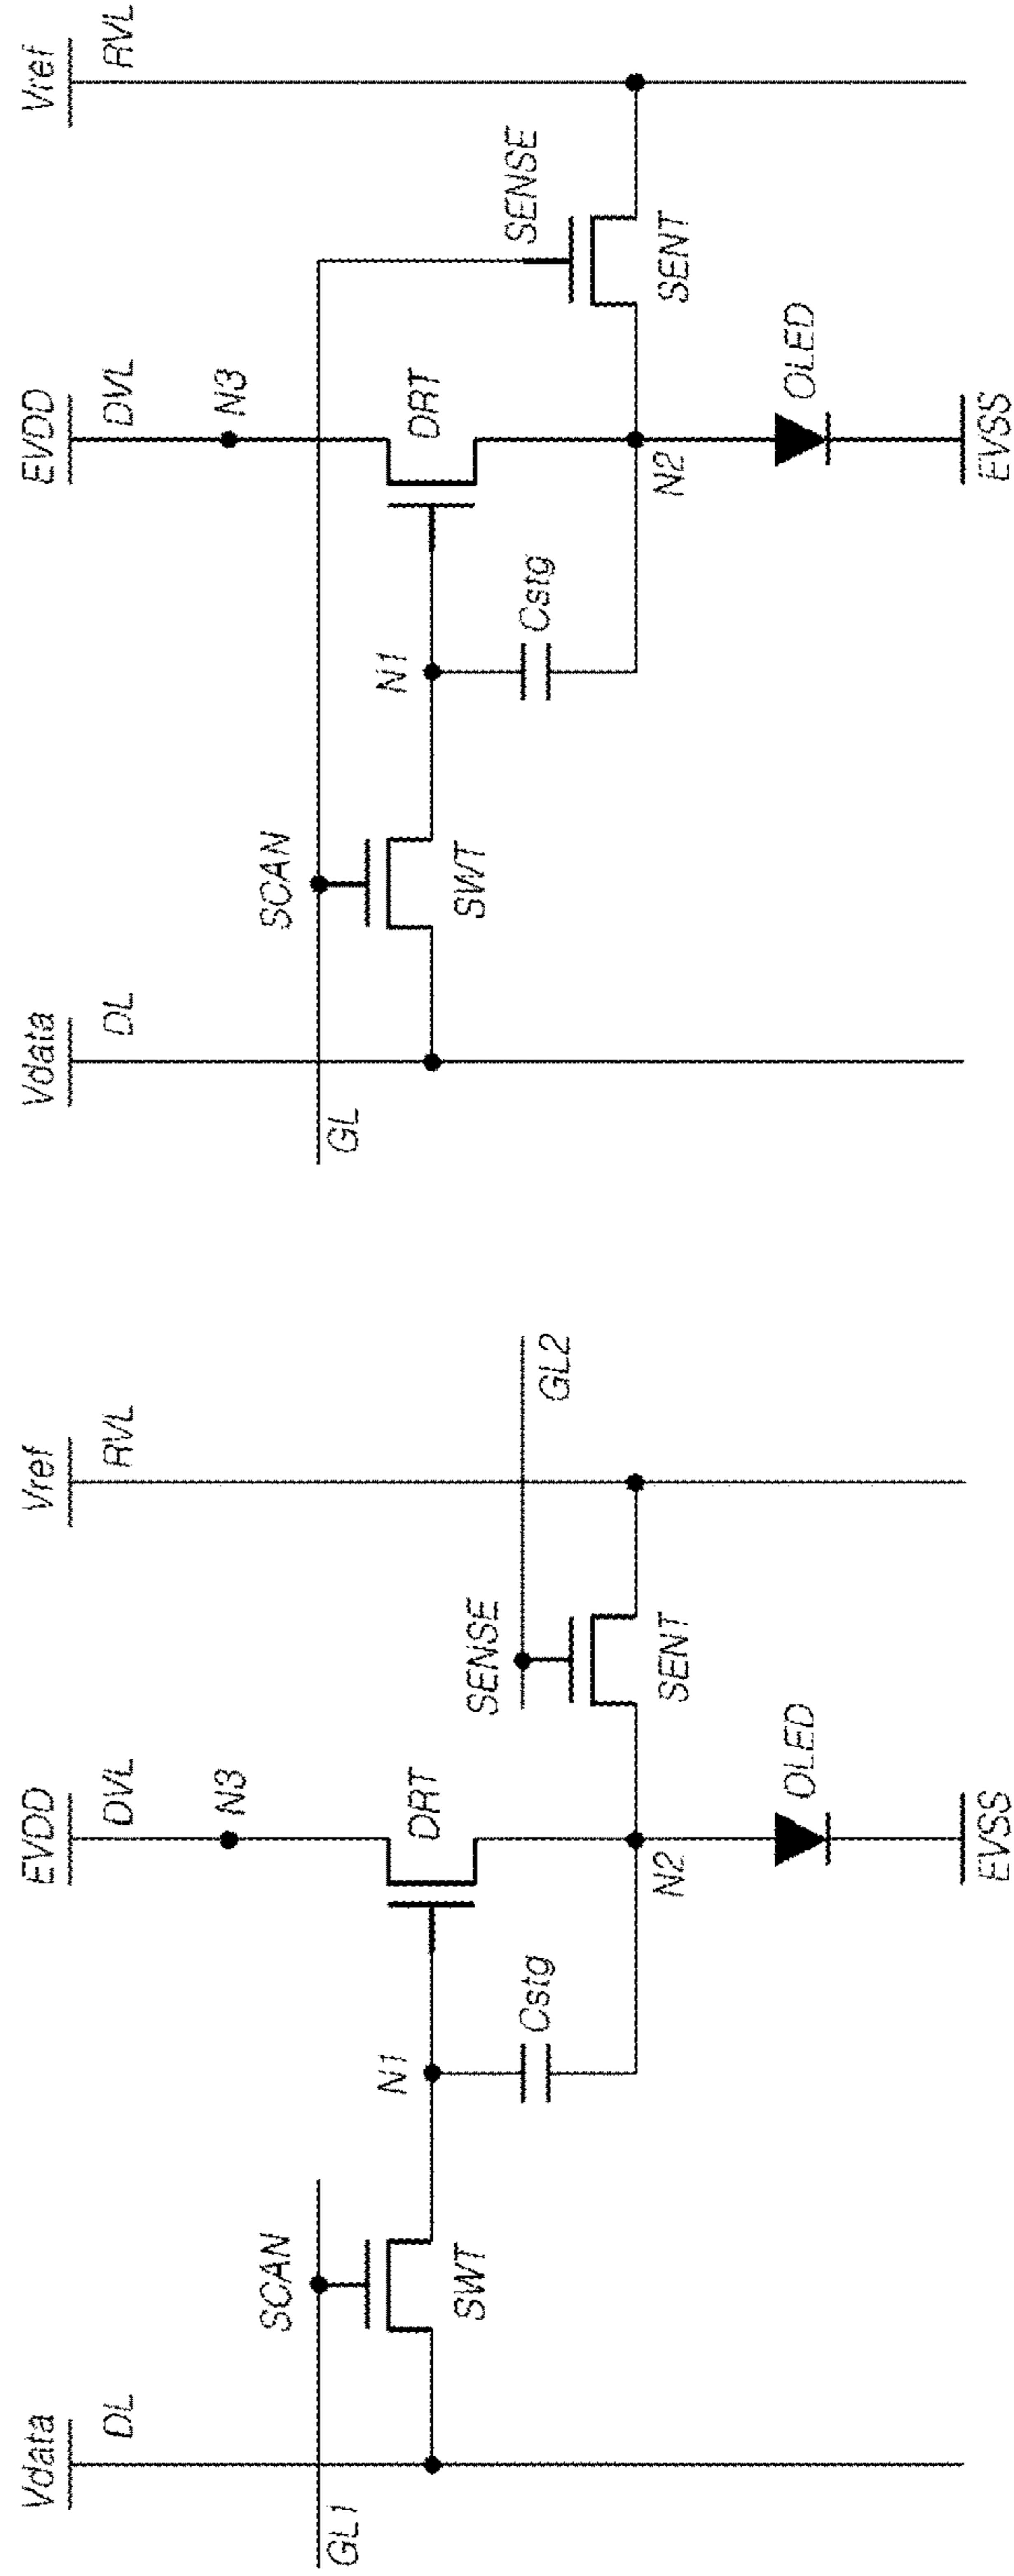 Vdata
EVDD
Vref
DL
DVL
RVL
N3
SCAN
SENSE
GL1
N1
DRT
GL2
SWT
Cstg
SENT
N2
OLED
EVSS
Vdata
EVDD
Vref
DL
DVL
RVL
N3
SCAN
GL
N1
DRT
SENSE
SWT
Cstg
SENT
N2
OLED
EVSS